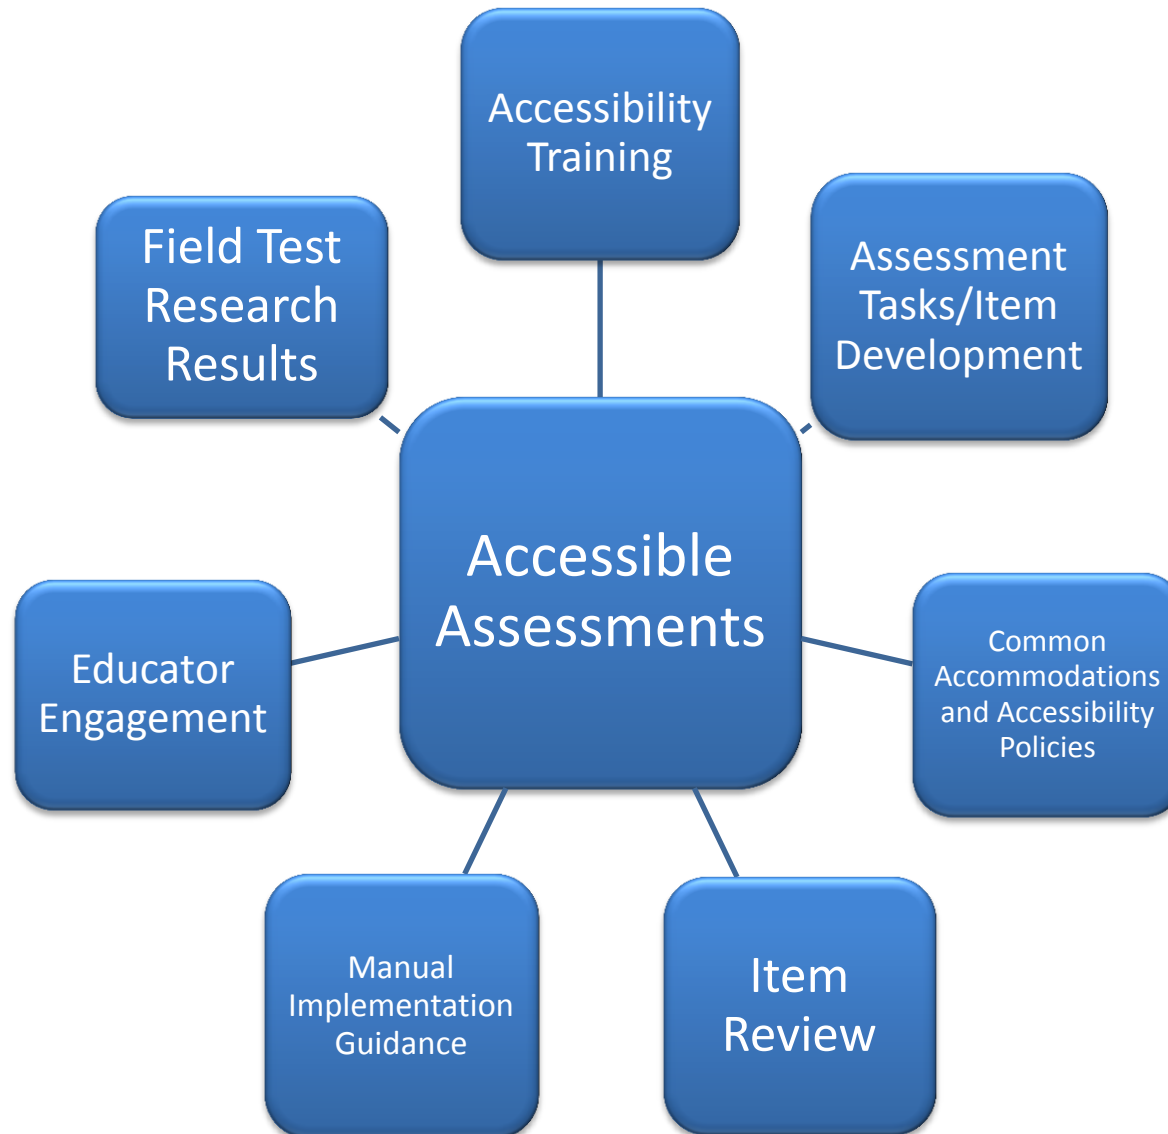 Accessibility
Training
Field Test
Research
Results
Assessment
Tasks/Item
Development
Accessible
Assessments
Educator
Engagement
Common
Accommodations
and Accessibility
Policies
Manual
Implementation
Guidance
Item
Review